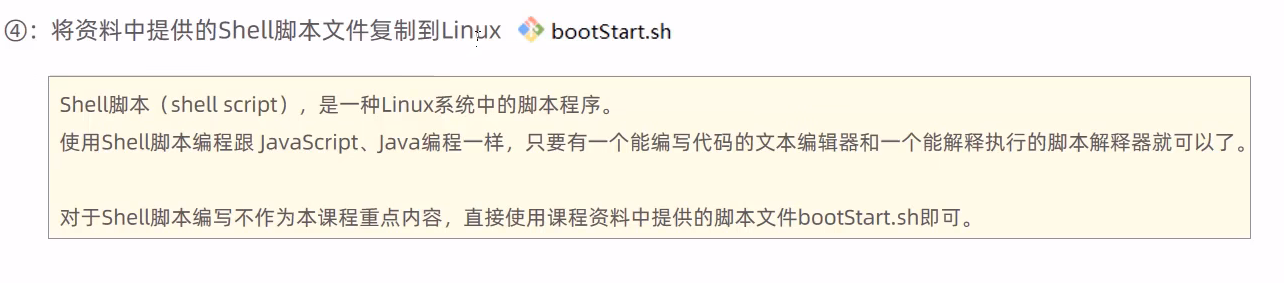 ④：将资料中提供的Shell脚本文件复制到Linux bootStart.sh
Shell脚本（shell script），是一种Linux系统中的脚本程序。
使用Shell脚本编程跟 JavaScript、Java编程一样，只要有一个能编写代码的文本编辑器和一个能解释执行的脚本解释器就可以了。
对于Shell脚本编写不作为本课程重点内容，直接使用课程资料中提供的脚本文件bootStart.sh即可。